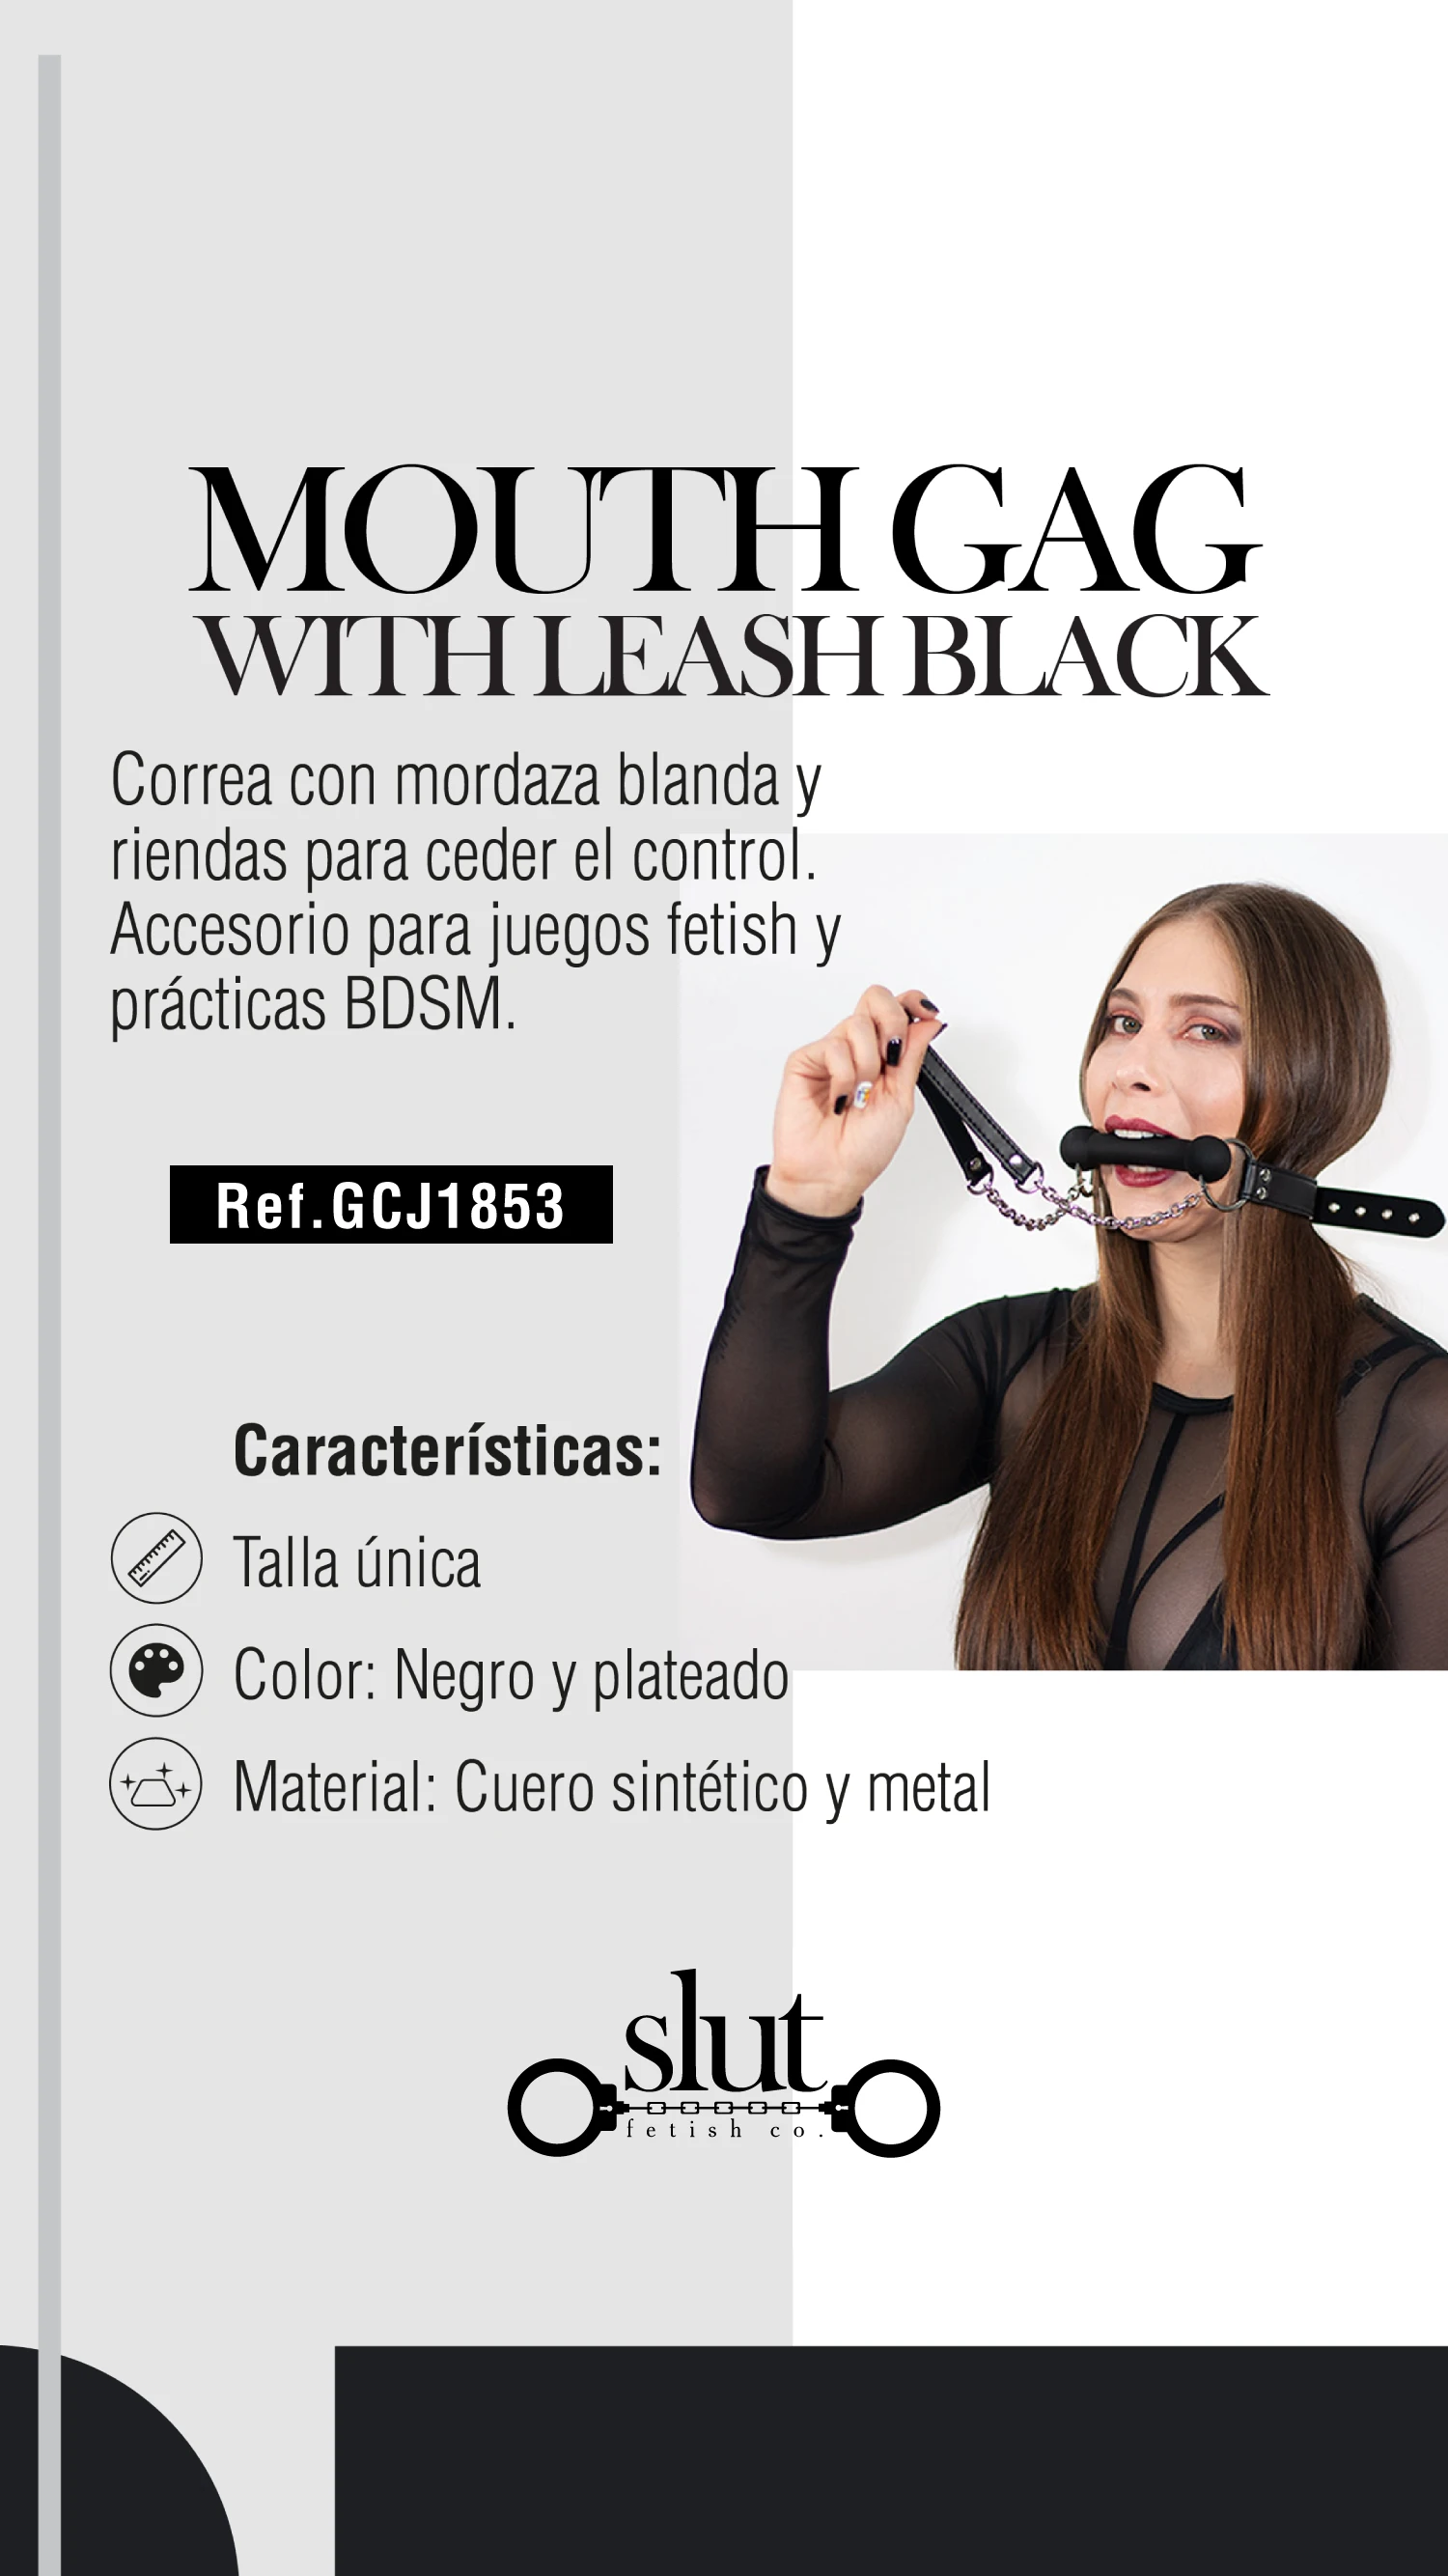 MOUTH GAG
WITH LEASH BLACK
Correa con mordaza blanda y
riendas para ceder el control.
Accesorio para juegos fetish y
prácticas BDSM.
Ref.GCJ1853
Características:
Talla única
Color: Negro y plateado
Material: Cuero sintético y metal
slut
fetish co.